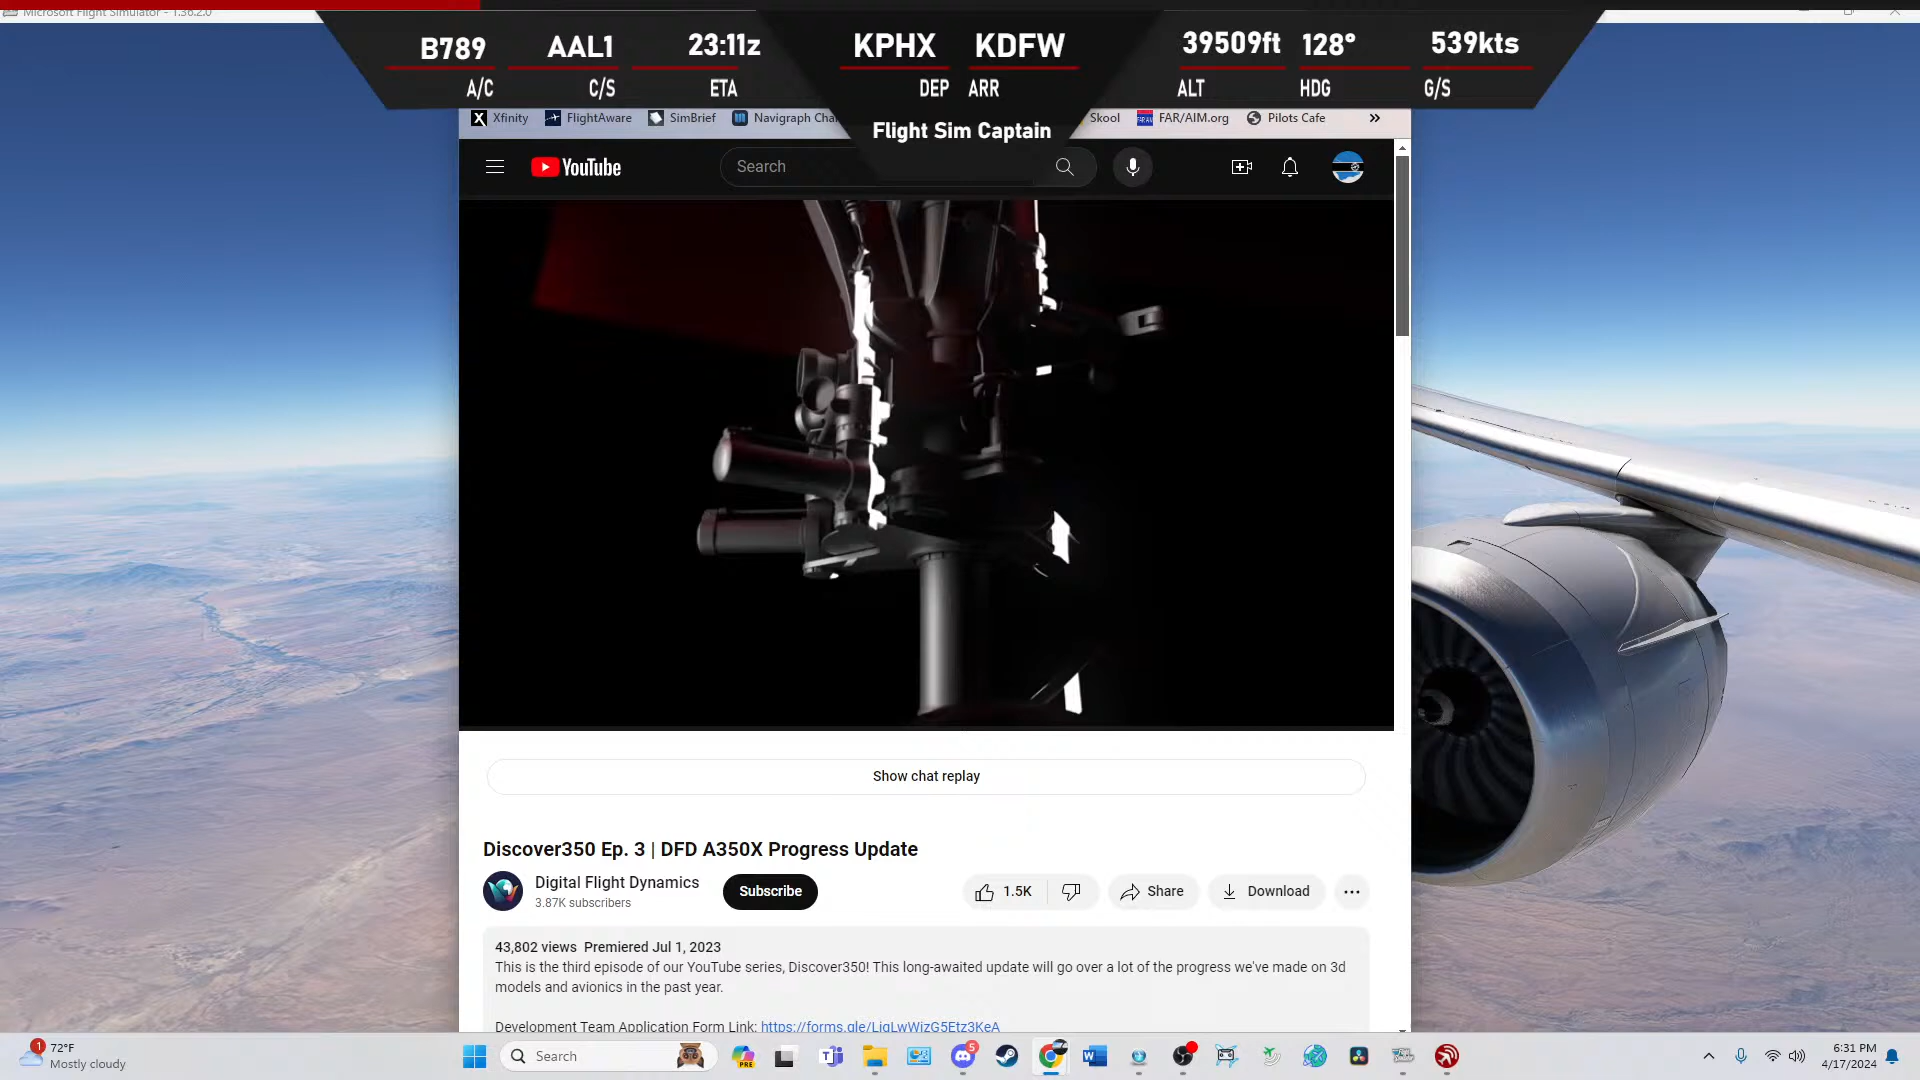 Microsoft Flight Simulator - 1.36.2.0
B789
AAL1
23:11z
KPHX
KDFW
39509ft
128°
539kts
A/C
C/S
ETA
DEP
ARR
ALT
HDG
G/S
Flight Sim Captain
Xfinity
FlightAware
SimBrief
Navigraph Cha
Skool
FAR/AIM.org
Pilots Cafe
»
YouTube
Search
Show chat replay
Discover350 Ep. 3 | DFD A350X Progress Update
Digital Flight Dynamics
3.87K subscribers
Subscribe
1.5K
Share
Download
43,802 views Premiered Jul 1, 2023
This is the third episode of our YouTube series, Discover350! This long-awaited update will go over a lot of the progress we've made on 3d
models and avionics in the past year.
Development Team Application Form Link: https://forms.gle/LiqLwWizG5Etz3KeA
1
72°F
Mostly cloudy
Search
PRE
5
6:31 PM
4/17/2024